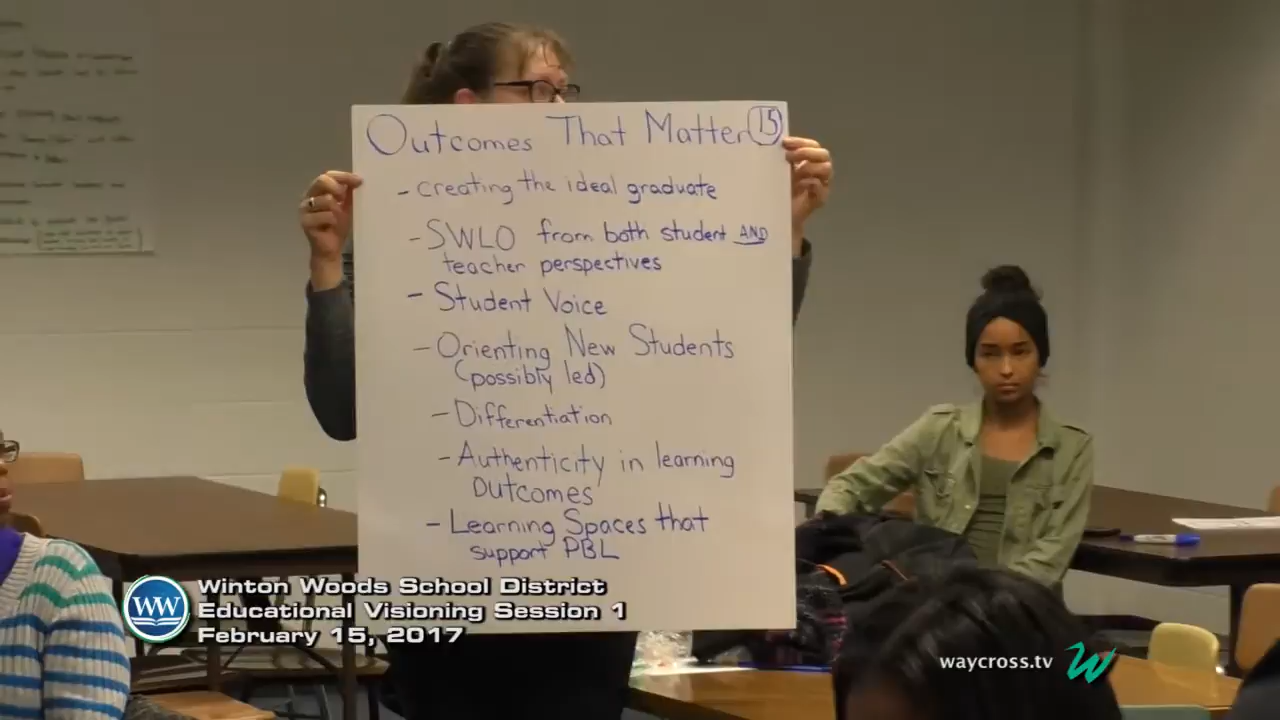 Outcomes That Matter 15
- creating the ideal graduate
- SWLO from both student AND
teacher perspectives
- Student Voice
- Orienting New Students
(possibly led)
- Differentiation
- Authenticity in learning
outcomes
- Learning Spaces that
support PBL
WW
Winton Woods School District
Educational Visioning Session 1
February 15, 2017
waycross.tv W